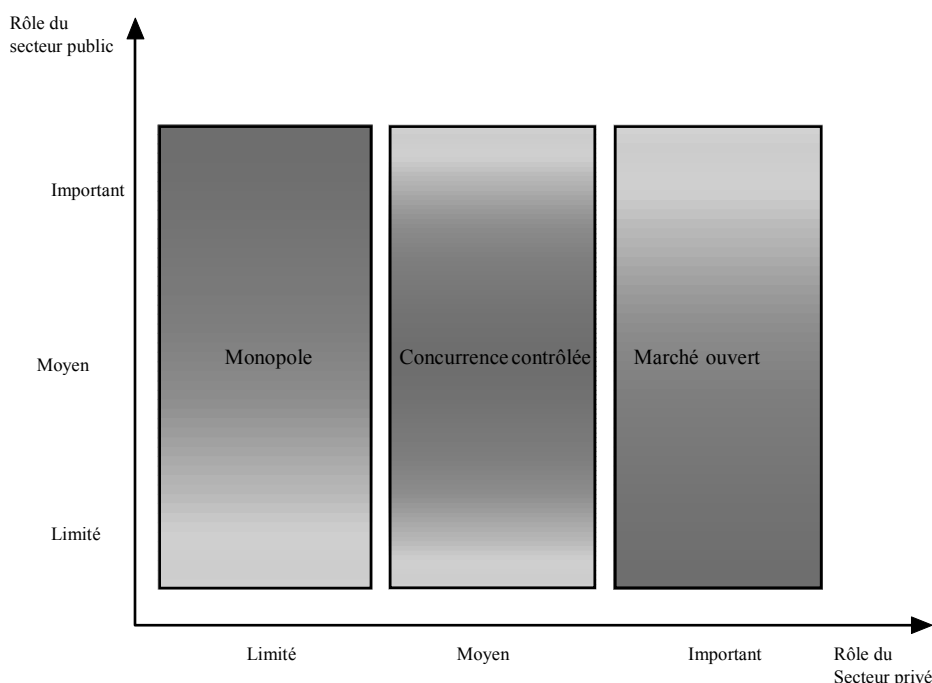 Rôle du
secteur public
Important
Moyen
Monopole
Concurrence contrôlée
Marché ouvert
Limité
Limité
Moyen
Important
Rôle du
Secteur privé